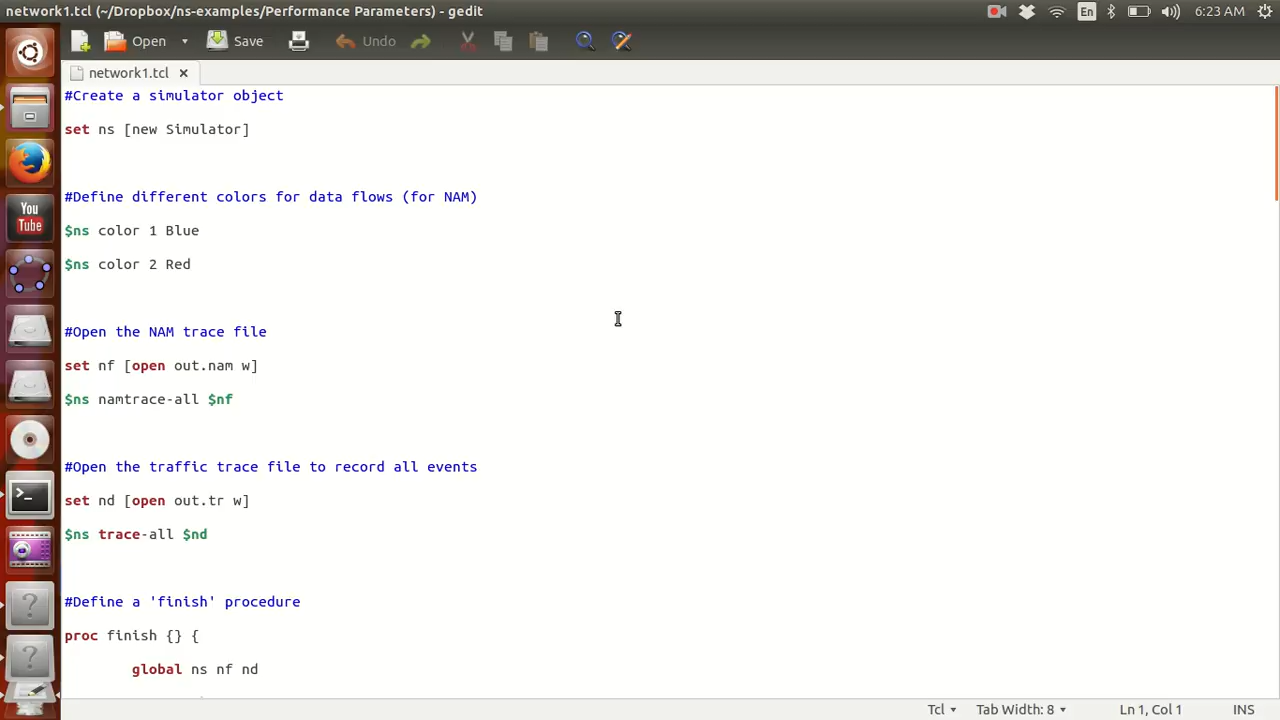 network1.tcl (~/Dropbox/ns-examples/Performance Parameters) - gedit
En
6:23 AM
Open
Save
Undo
network1.tcl
#Create a simulator object
set ns [new Simulator]
#Define different colors for data flows (for NAM)
$ns color 1 Blue
$ns color 2 Red
#Open the NAM trace file
set nf [open out.nam w]
$ns namtrace-all $nf
#Open the traffic trace file to record all events
set nd [open out.tr w]
$ns trace-all $nd
#Define a 'finish' procedure
proc finish {} {
global ns nf nd
You
Tube
>_
?
?
Tcl
Tab Width: 8
Ln 1, Col 1
INS